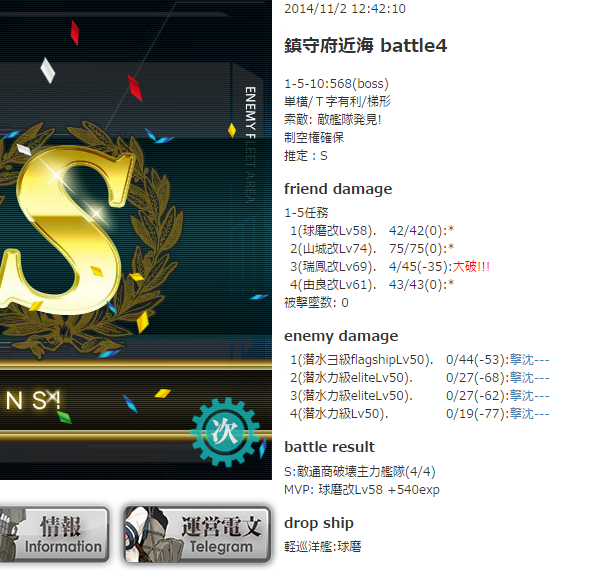 2014/11/2 12:42:10
鎮守府近海 battle4
1-5-10:568(boss)
単横/Ｔ字有利/梯形
索敵: 敵艦隊発見!
制空権確保
推定：S
friend damage
1-5任務
1(球磨改Lv58). 42/42(0):*
2(山城改Lv74). 75/75(0):*
3(瑞鳳改Lv69). 4/45(-35):大破!!!
4(由良改Lv61). 43/43(0):*
被撃墜数: 0
enemy damage
1(潜水ヨ級flagshipLv50). 0/44(-53):撃沈---
2(潜水カ級eliteLv50). 0/27(-68):撃沈---
3(潜水カ級eliteLv50). 0/27(-62):撃沈---
4(潜水カ級Lv50). 0/19(-77):撃沈---
battle result
S:敵通商破壊主力艦隊(4/4)
MVP: 球磨改Lv58 +540exp
drop ship
軽巡洋艦:球磨
ENEMY FLEET AREA
S
N S!
次
情報
Information
運営電文
Telegram